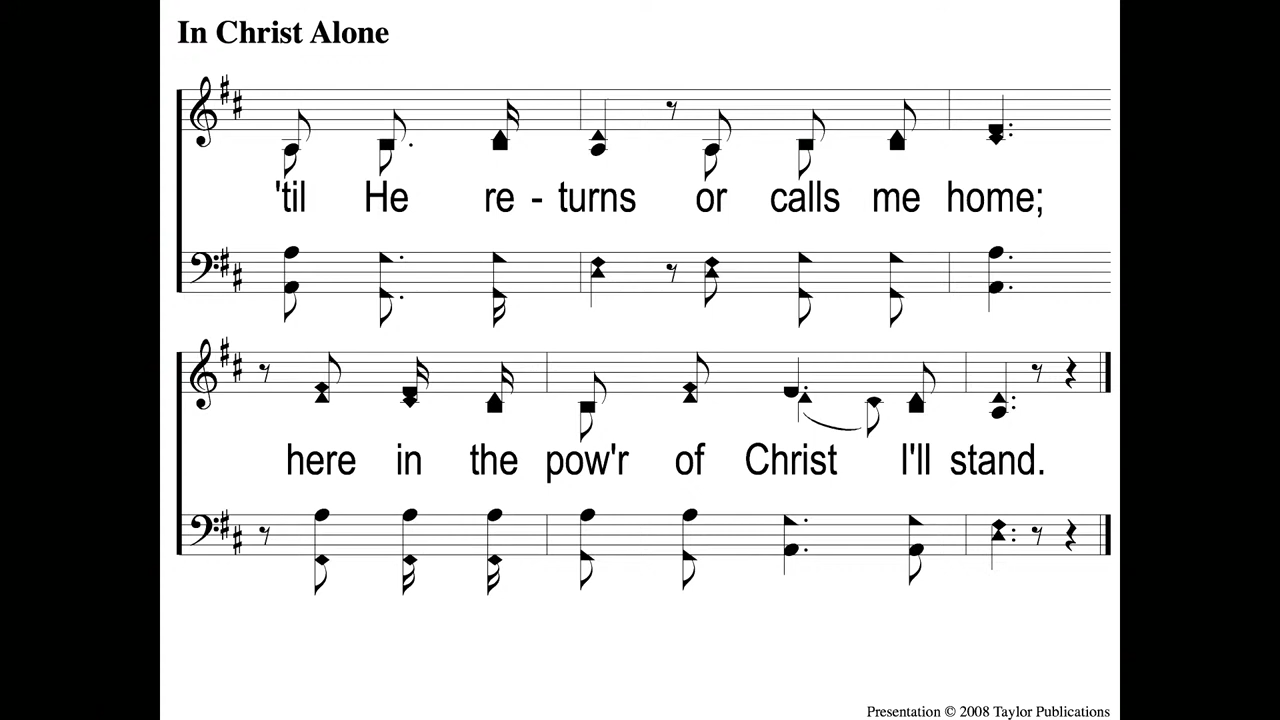 In Christ Alone
'til He re - turns or calls me home;
here in the pow'r of Christ I'll stand.
Presentation © 2008 Taylor Publications